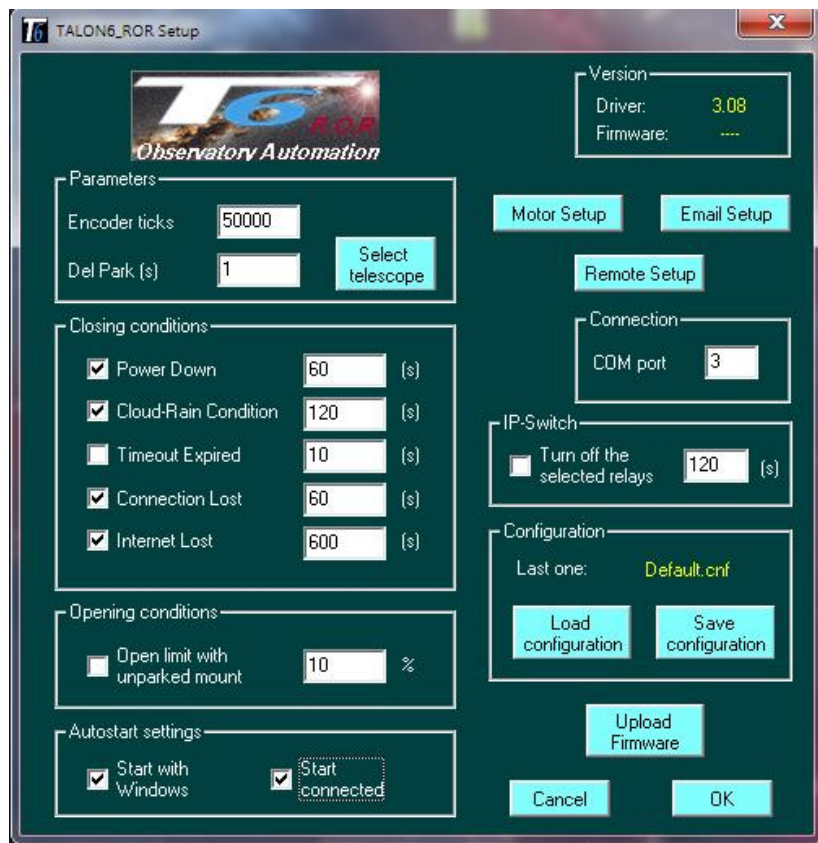 T6 TALON6_ROR Setup
T6
R.O.R
Observatory Automation
Version
Driver: 3.08
Firmware: ----
Parameters
Encoder ticks 50000
Del Park (s) 1
Select
telescope
Motor Setup Email Setup
Remote Setup
Closing conditions
Power Down 60 (s)
Cloud-Rain Condition 120 (s)
Timeout Expired 10 (s)
Connection Lost 60 (s)
Internet Lost 600 (s)
Connection
COM port 3
IP-Switch
Turn off the
selected relays 120 (s)
Configuration
Last one: Default.cnf
Load
configuration
Save
configuration
Opening conditions
Open limit with
unparked mount 10 %
Autostart settings
Start with
Windows
Start
connected
Upload
Firmware
Cancel OK